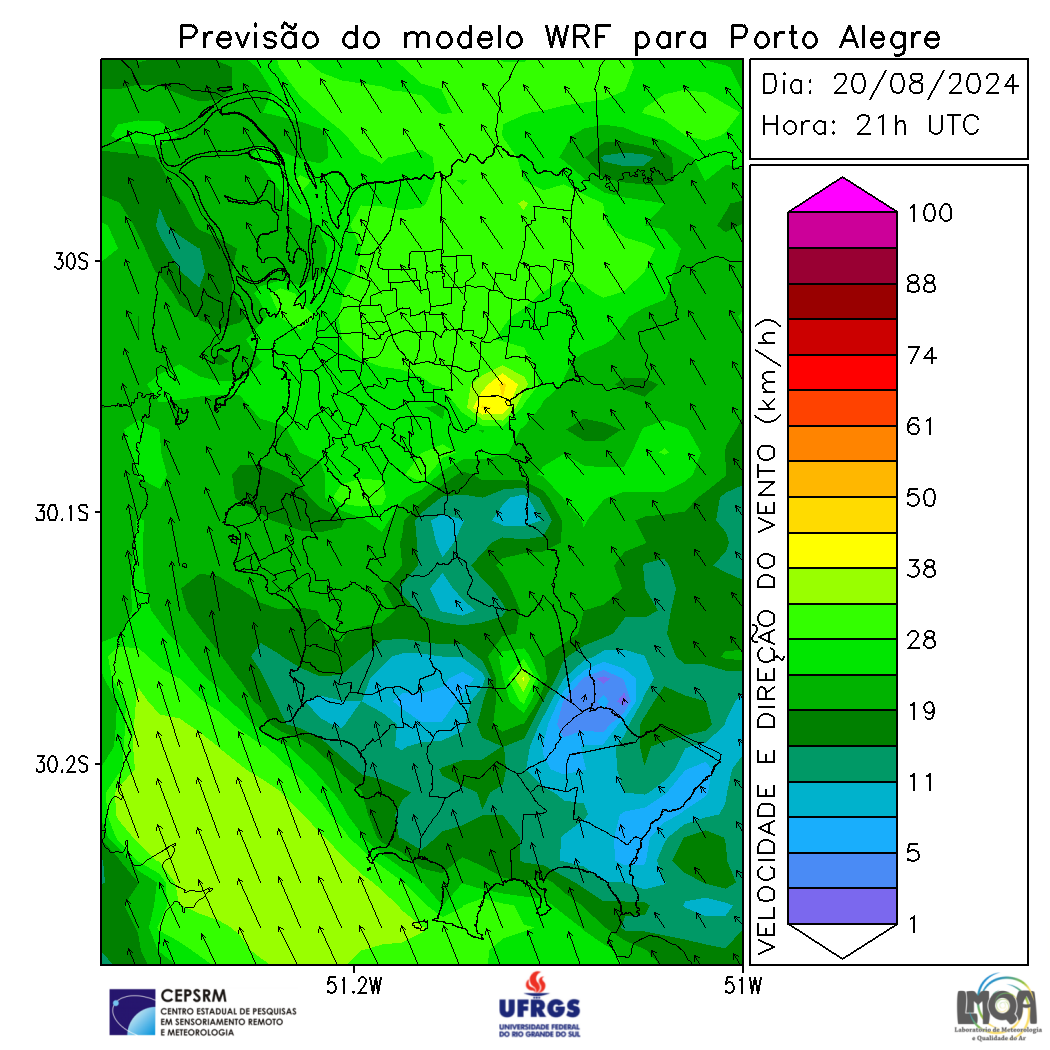 Previsão do modelo WRF para Porto Alegre
Dia: 20/08/2024
Hora: 21h UTC
30S
30.1S
30.2S
51.2W
51W
VELOCIDADE E DIREÇÃO DO VENTO (km/h)
100
88
74
61
50
38
28
19
11
5
1
CEPSRM
CENTRO ESTADUAL DE PESQUISAS
EM SENSORIAMENTO REMOTO
E METEOROLOGIA
UFRGS
UNIVERSIDADE FEDERAL
DO RIO GRANDE DO SUL
LMQA
Laboratório de Meteorologia
e Qualidade do Ar